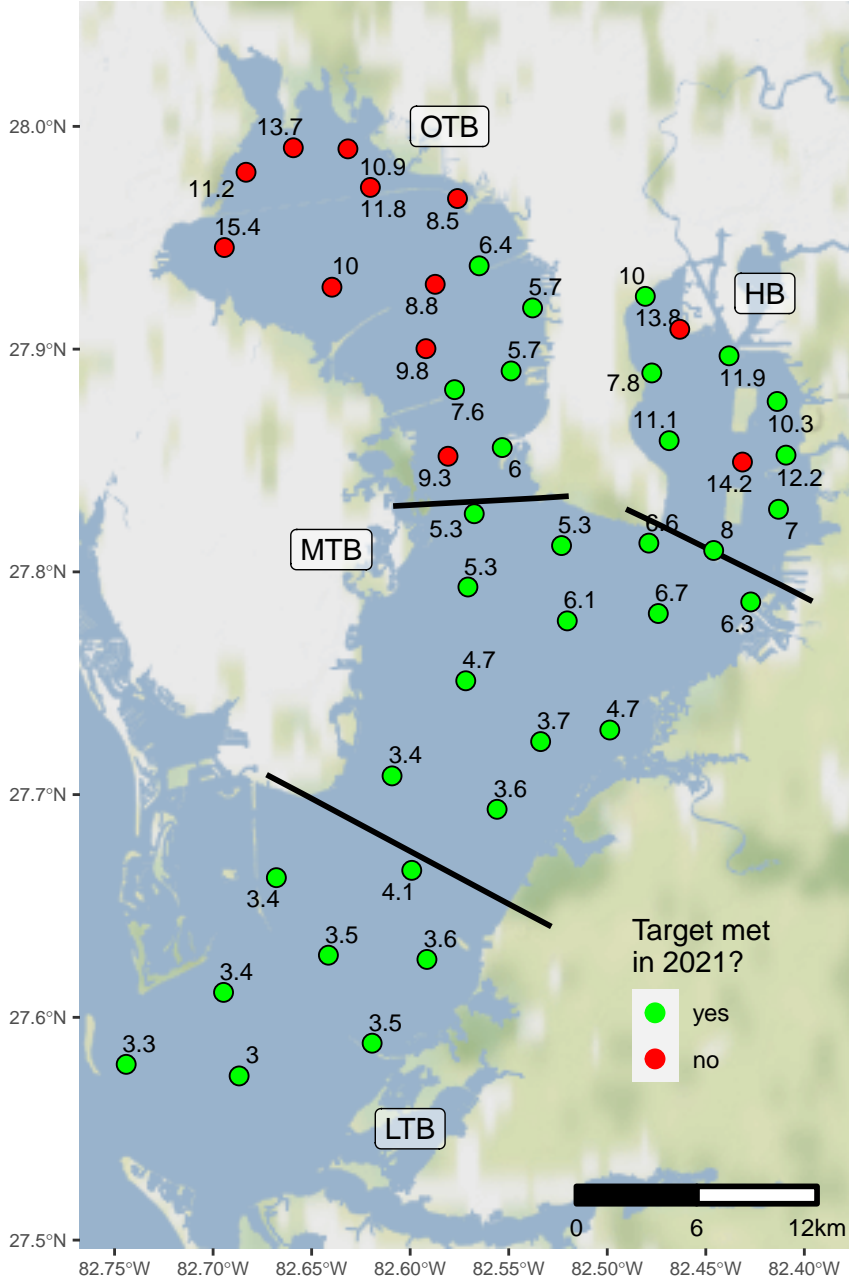 28.0°N
27.9°N
27.8°N
27.7°N
27.6°N
27.5°N
13.7
OTB
10.9
11.2
11.8
8.5
15.4
6.4
10
8.8
5.7
10
HB
13.8
9.8
5.7
11.9
7.8
7.6
10.3
11.1
9.3
6
14.2
12.2
5.3
5.3
6.6
8
7
MTB
5.3
6.1
6.7
6.3
4.7
3.7
4.7
3.4
3.6
3.4
4.1
3.5
3.6
3.4
3.5
3.3
3
LTB
Target met
in 2021?
yes
no
0 6 12km
82.75°W 82.70°W 82.65°W 82.60°W 82.55°W 82.50°W 82.45°W 82.40°W